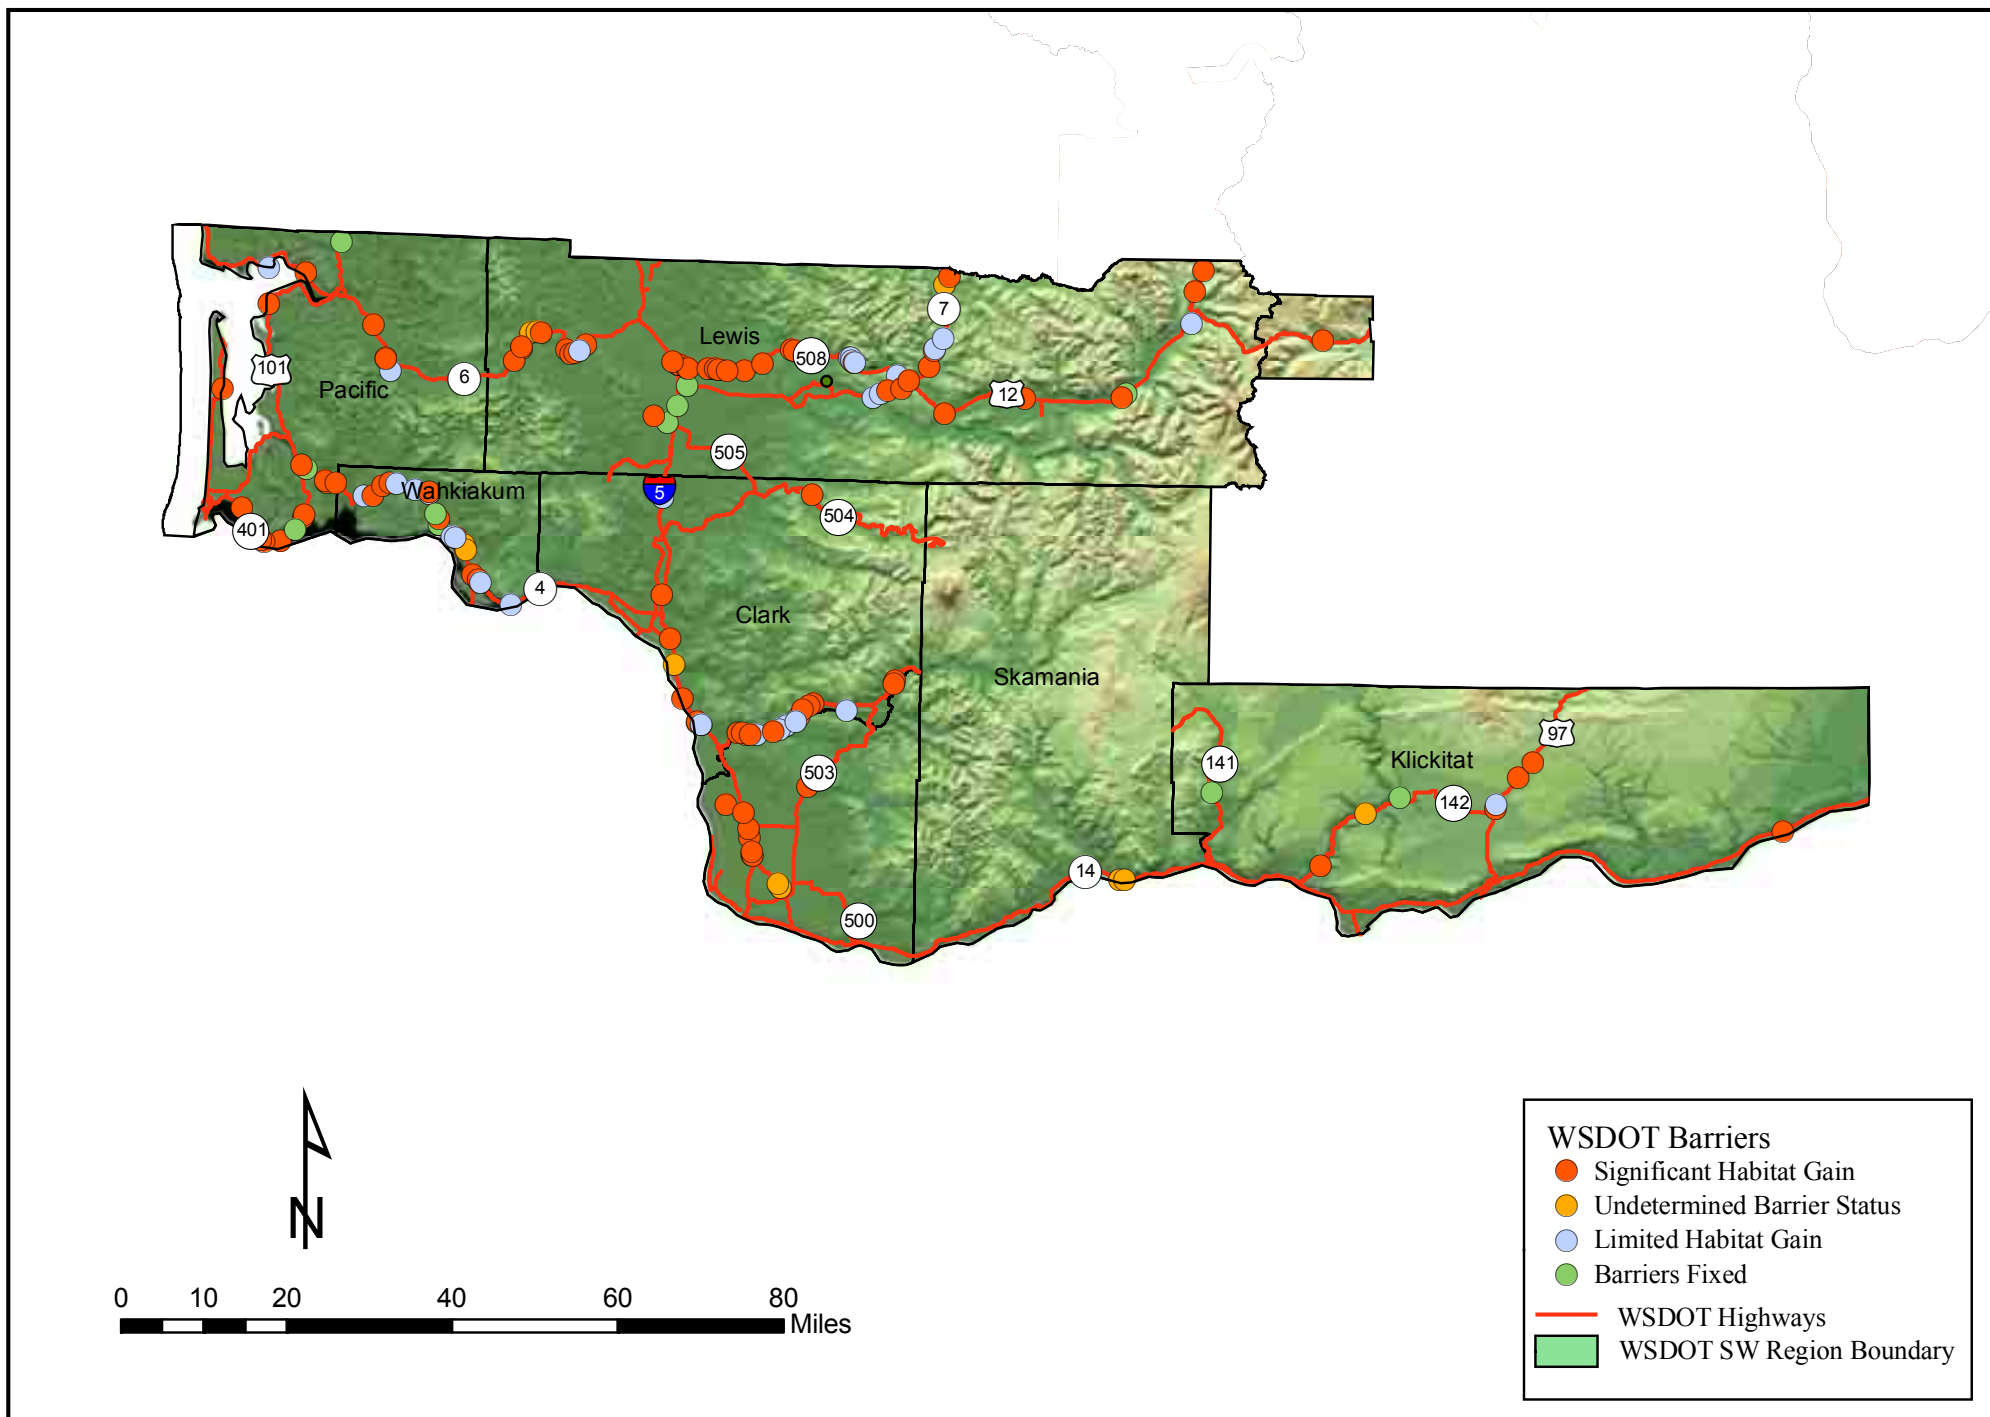 7
Lewis
508
101
6
Pacific
12
505
Wahkiakum
5
504
401
4
Clark
Skamania
97
141
Klickitat
503
142
14
500
WSDOT Barriers
Significant Habitat Gain
Undetermined Barrier Status
Limited Habitat Gain
Barriers Fixed
WSDOT Highways
WSDOT SW Region Boundary
N
0 10 20 40 60 80
Miles